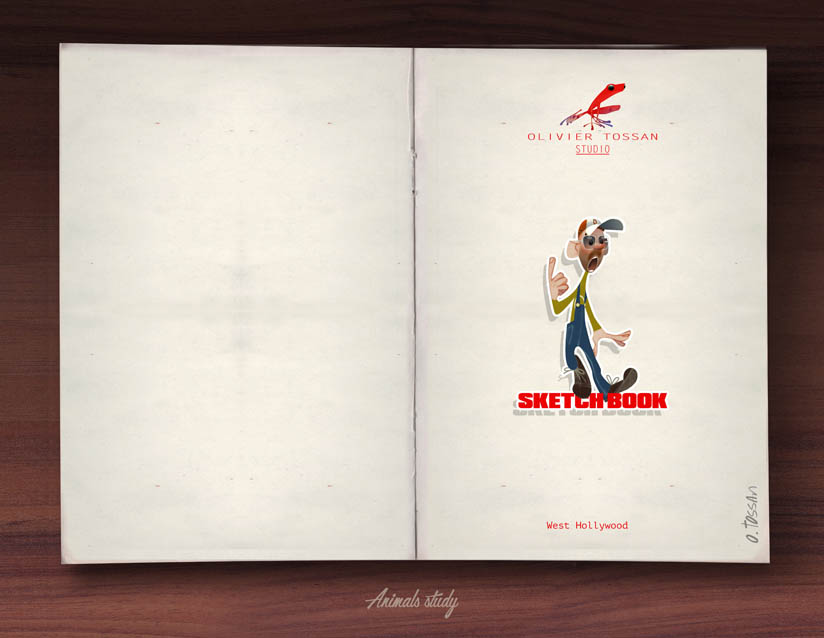 OLIVIER TOSSAN
STUDIO
SKETCHBOOK
West Hollywood
O. TOSSAN
Animals study